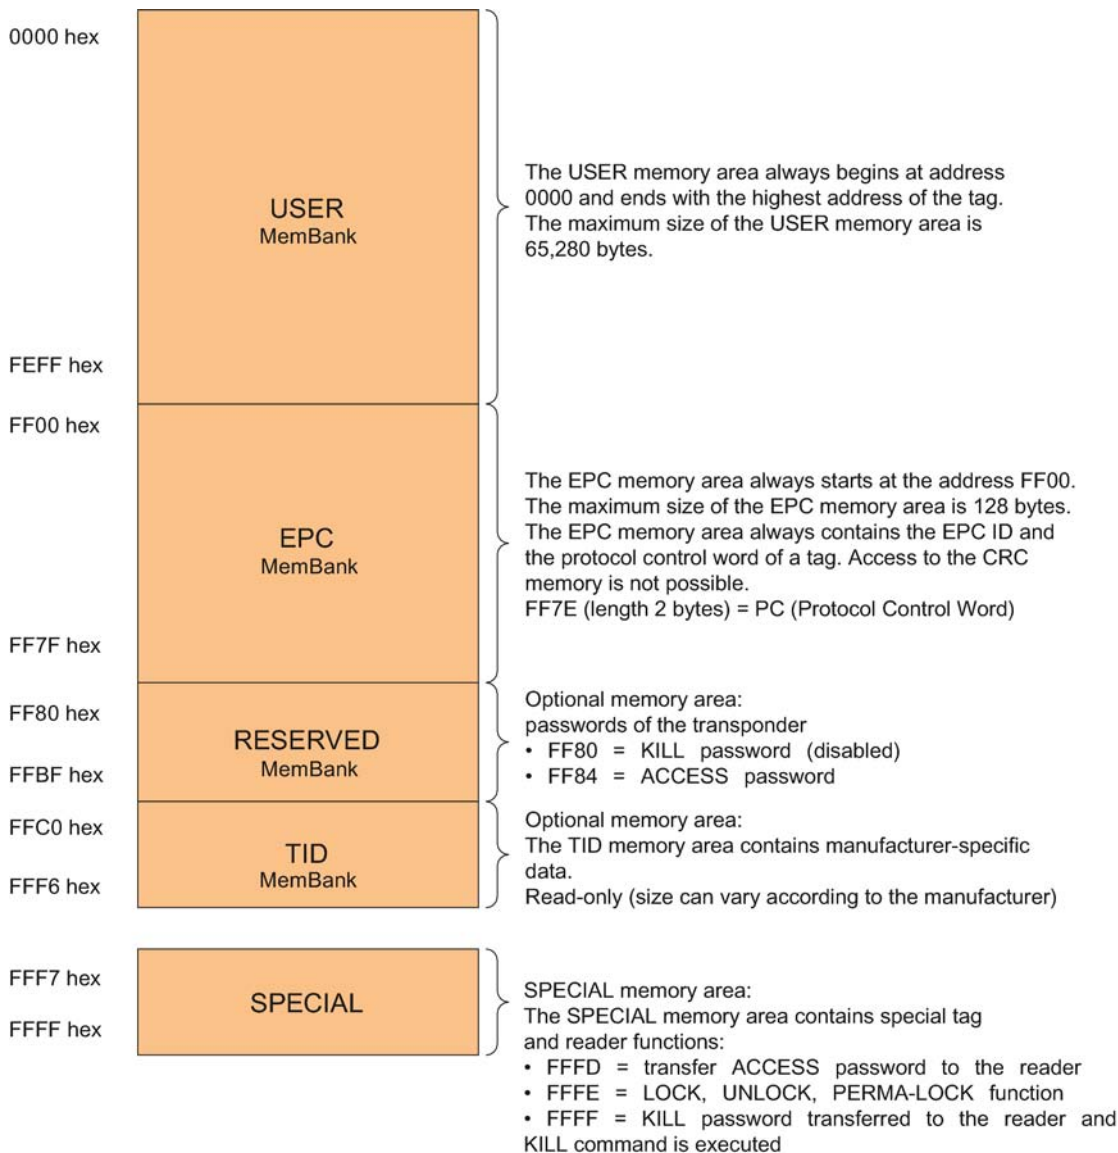 0000 hex
USER
MemBank
The USER memory area always begins at address
0000 and ends with the highest address of the tag.
The maximum size of the USER memory area is
65,280 bytes.
FEFF hex
FF00 hex
EPC
MemBank
The EPC memory area always starts at the address FF00.
The maximum size of the EPC memory area is 128 bytes.
The EPC memory area always contains the EPC ID and
the protocol control word of a tag. Access to the CRC
memory is not possible.
FF7E (length 2 bytes) = PC (Protocol Control Word)
FF7F hex
FF80 hex
RESERVED
MemBank
FFBF hex
Optional memory area:
passwords of the transponder
• FF80 = KILL password (disabled)
• FF84 = ACCESS password
FFC0 hex
TID
MemBank
FFF6 hex
Optional memory area:
The TID memory area contains manufacturer-specific
data.
Read-only (size can vary according to the manufacturer)
FFF7 hex
SPECIAL
FFFF hex
SPECIAL memory area:
The SPECIAL memory area contains special tag
and reader functions:
• FFFD = transfer ACCESS password to the reader
• FFFE = LOCK, UNLOCK, PERMA-LOCK function
• FFFF = KILL password transferred to the reader and
KILL command is executed